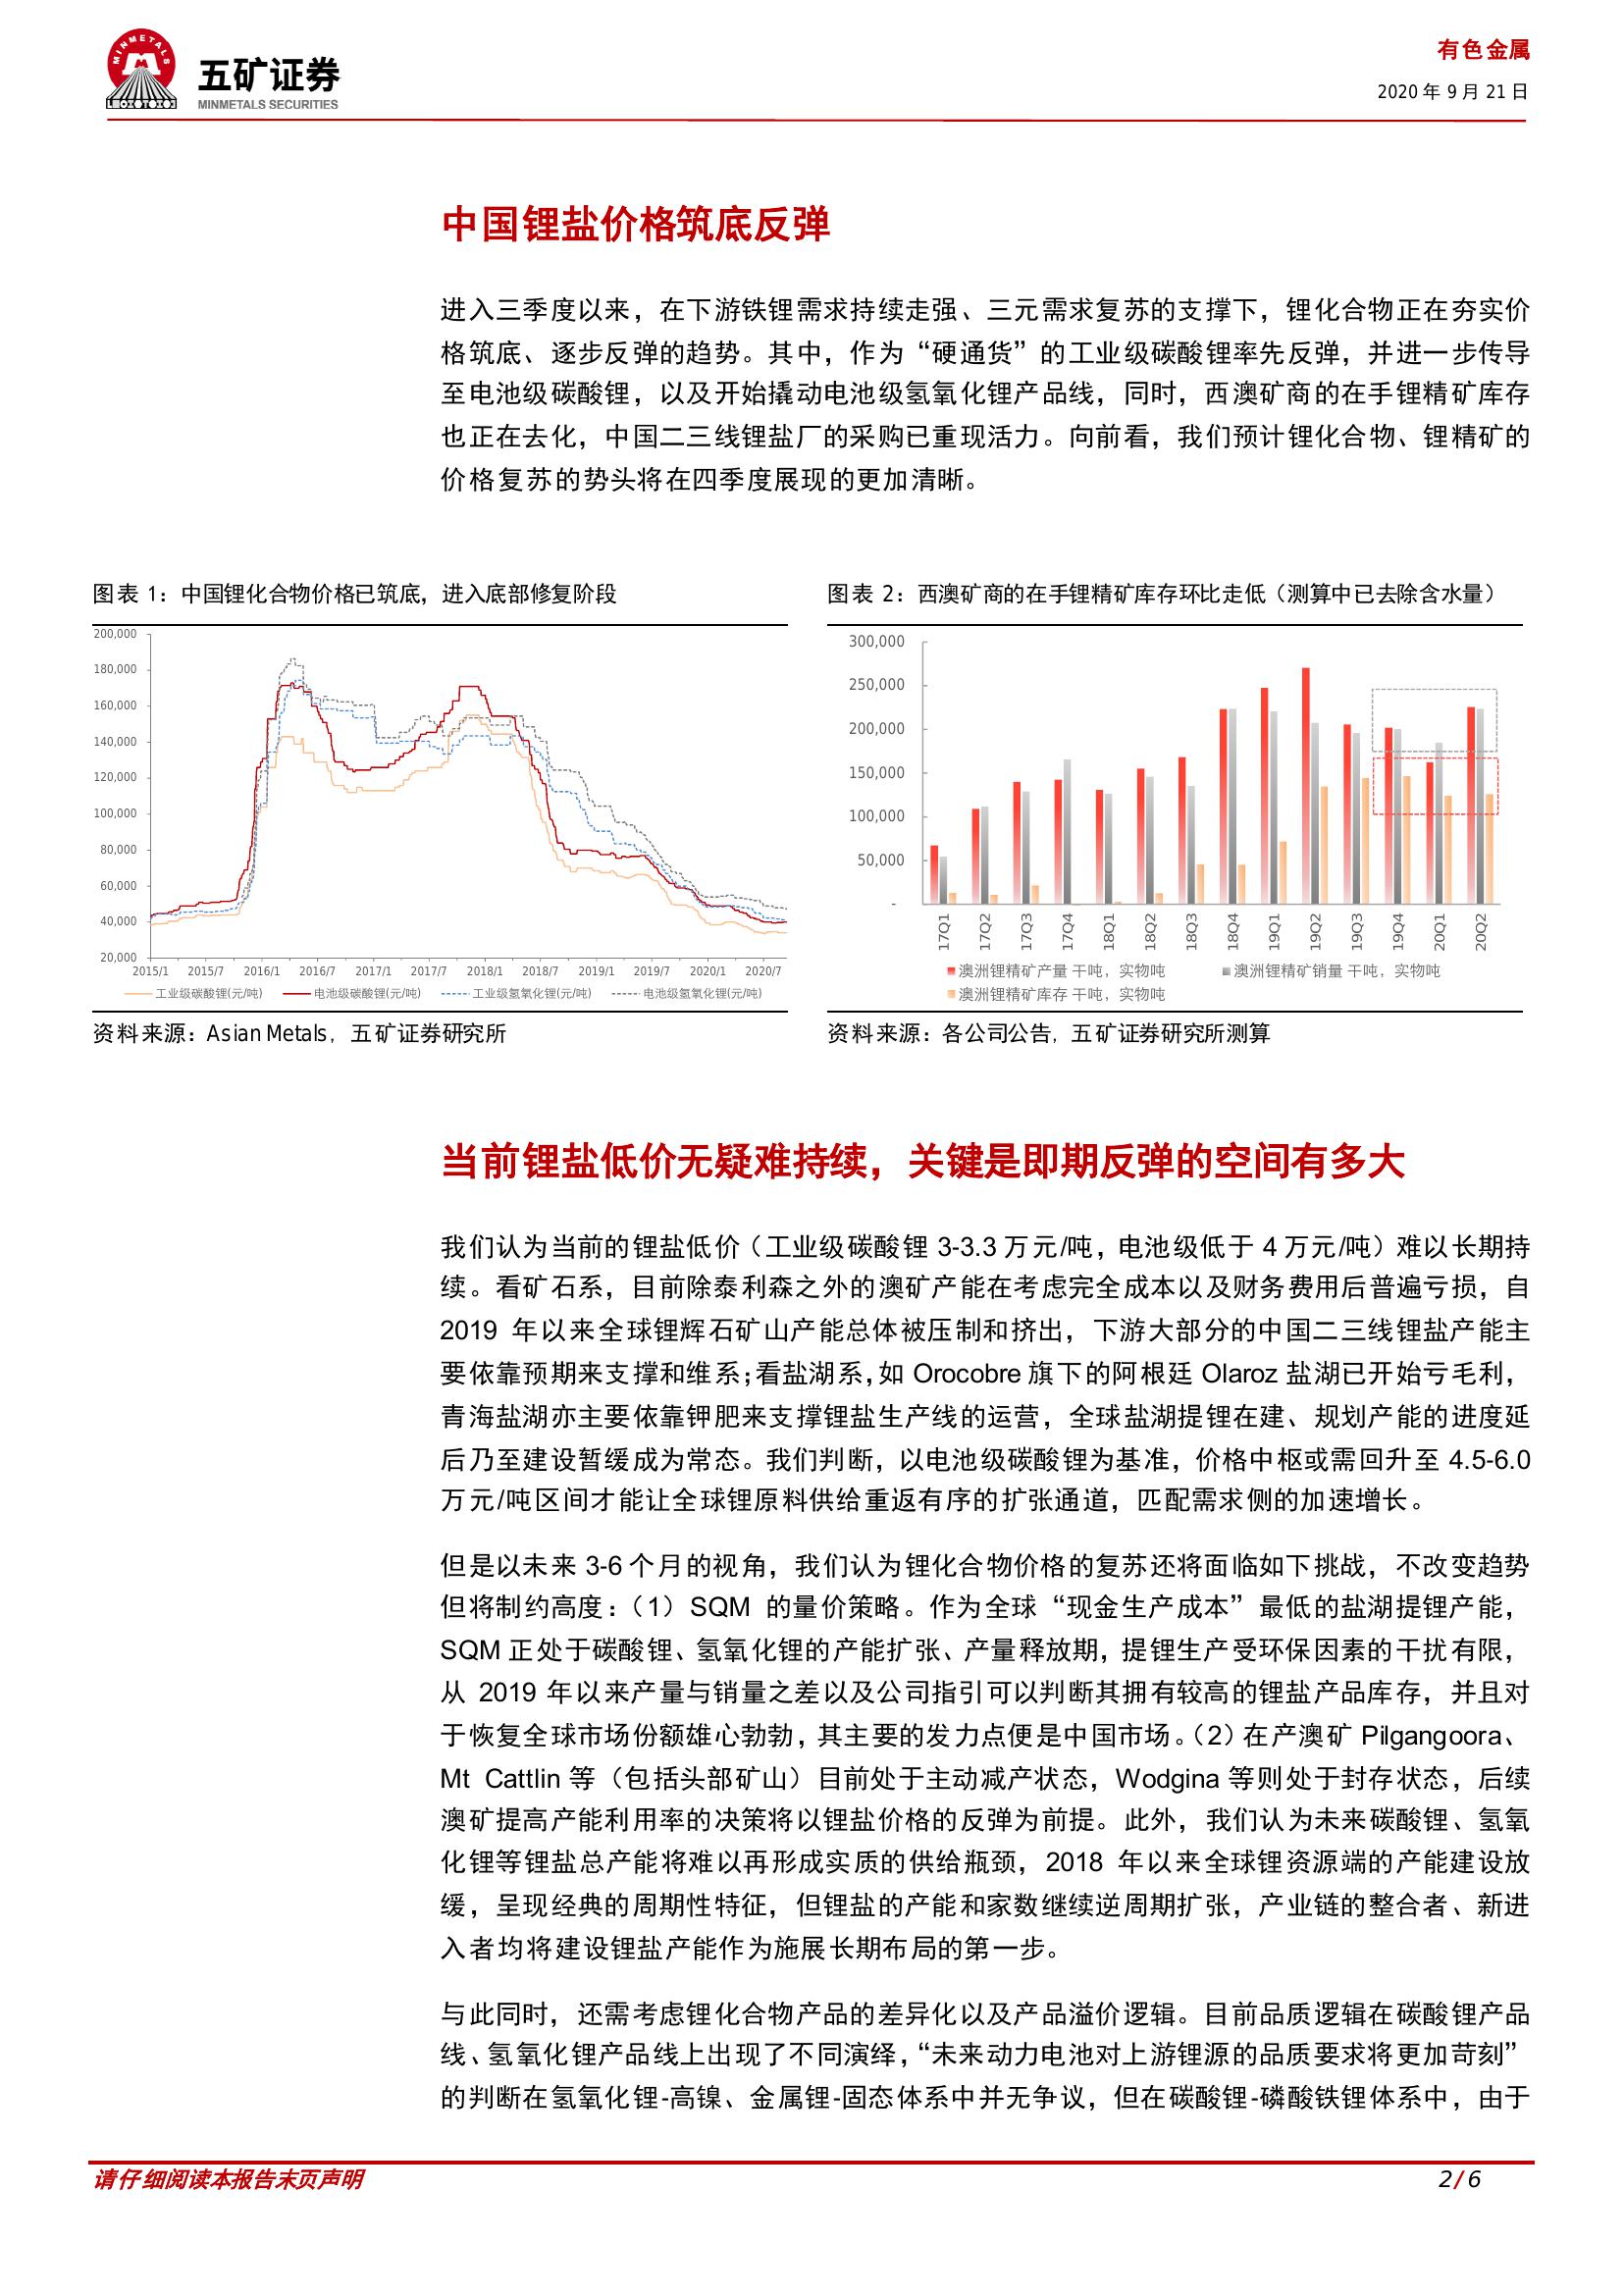 MINMETALS
五矿证券
MINMETALS SECURITIES
有色金属
2020 年 9 月 21 日
中国锂盐价格筑底反弹
进入三季度以来，在下游铁锂需求持续走强、三元需求复苏的支撑下，锂化合物正在夯实价
格筑底、逐步反弹的趋势。其中，作为“硬通货”的工业级碳酸锂率先反弹，并进一步传导
至电池级碳酸锂，以及开始撬动电池级氢氧化锂产品线，同时，西澳矿商的在手锂精矿库存
也正在去化，中国二三线锂盐厂的采购已重现活力。向前看，我们预计锂化合物、锂精矿的
价格复苏的势头将在四季度展现的更加清晰。
图表 1：中国锂化合物价格已筑底，进入底部修复阶段
200,000
180,000
160,000
140,000
120,000
100,000
80,000
60,000
40,000
20,000
2015/1 2015/7 2016/1 2016/7 2017/1 2017/7 2018/1 2018/7 2019/1 2019/7 2020/1 2020/7
工业级碳酸锂(元/吨) 电池级碳酸锂(元/吨) 工业级氢氧化锂(元/吨) 电池级氢氧化锂(元/吨)
资料来源：Asian Metals，五矿证券研究所
图表 2：西澳矿商的在手锂精矿库存环比走低（测算中已去除含水量）
300,000
250,000
200,000
150,000
100,000
50,000
-
17Q1 17Q2 17Q3 17Q4 18Q1 18Q2 18Q3 18Q4 19Q1 19Q2 19Q3 19Q4 20Q1 20Q2
澳洲锂精矿产量 干吨，实物吨 澳洲锂精矿销量 干吨，实物吨
澳洲锂精矿库存 干吨，实物吨
资料来源：各公司公告，五矿证券研究所测算
当前锂盐低价无疑难持续，关键是即期反弹的空间有多大
我们认为当前的锂盐低价（工业级碳酸锂 3-3.3 万元/吨，电池级低于 4 万元/吨）难以长期持
续。看矿石系，目前除泰利森之外的澳矿产能在考虑完全成本以及财务费用后普遍亏损，自
2019 年以来全球锂辉石矿山产能总体被压制和挤出，下游大部分的中国二三线锂盐产能主
要依靠预期来支撑和维系；看盐湖系，如 Orocobre 旗下的阿根廷 Olaroz 盐湖已开始亏毛利，
青海盐湖亦主要依靠钾肥来支撑锂盐生产线的运营，全球盐湖提锂在建、规划产能的进度延
后乃至建设暂缓成为常态。我们判断，以电池级碳酸锂为基准，价格中枢或需回升至 4.5-6.0
万元/吨区间才能让全球锂原料供给重返有序的扩张通道，匹配需求侧的加速增长。
但是以未来 3-6 个月的视角，我们认为锂化合物价格的复苏还将面临如下挑战，不改变趋势
但将制约高度：（1）SQM 的量价策略。作为全球“现金生产成本”最低的盐湖提锂产能，
SQM 正处于碳酸锂、氢氧化锂的产能扩张、产量释放期，提锂生产受环保因素的干扰有限，
从 2019 年以来产量与销量之差以及公司指引可以判断其拥有较高的锂盐产品库存，并且对
于恢复全球市场份额雄心勃勃，其主要的发力点便是中国市场。（2）在产澳矿 Pilgangoora、
Mt Cattlin 等（包括头部矿山）目前处于主动减产状态，Wodgina 等则处于封存状态，后续
澳矿提高产能利用率的决策将以锂盐价格的反弹为前提。此外，我们认为未来碳酸锂、氢氧
化锂等锂盐总产能将难以再形成实质的供给瓶颈，2018 年以来全球锂资源端的产能建设放
缓，呈现经典的周期性特征，但锂盐的产能和家数继续逆周期扩张，产业链的整合者、新进
入者均将建设锂盐产能作为施展长期布局的第一步。
与此同时，还需考虑锂化合物产品的差异化以及产品溢价逻辑。目前品质逻辑在碳酸锂产品
线、氢氧化锂产品线上出现了不同演绎，“未来动力电池对上游锂源的品质要求将更加苛刻”
的判断在氢氧化锂-高镍、金属锂-固态体系中并无争议，但在碳酸锂-磷酸铁锂体系中，由于
请仔细阅读本报告末页声明
2/6